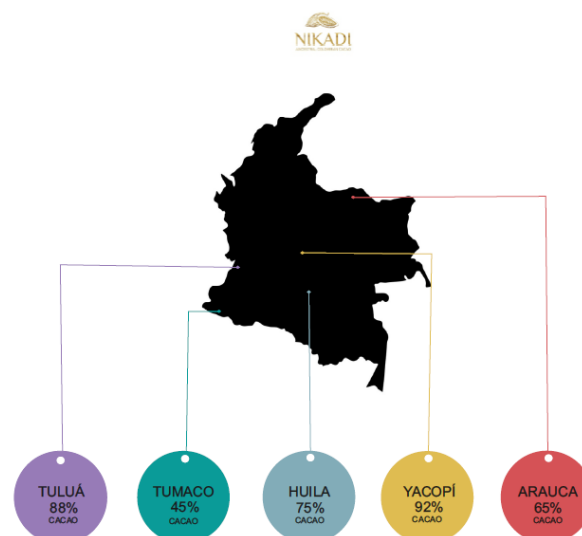 NIKADI
TULUÁ
88%
CACAO
TUMACO
45%
CACAO
HUILA
75%
CACAO
YACOPÍ
92%
CACAO
ARAUCA
65%
CACAO